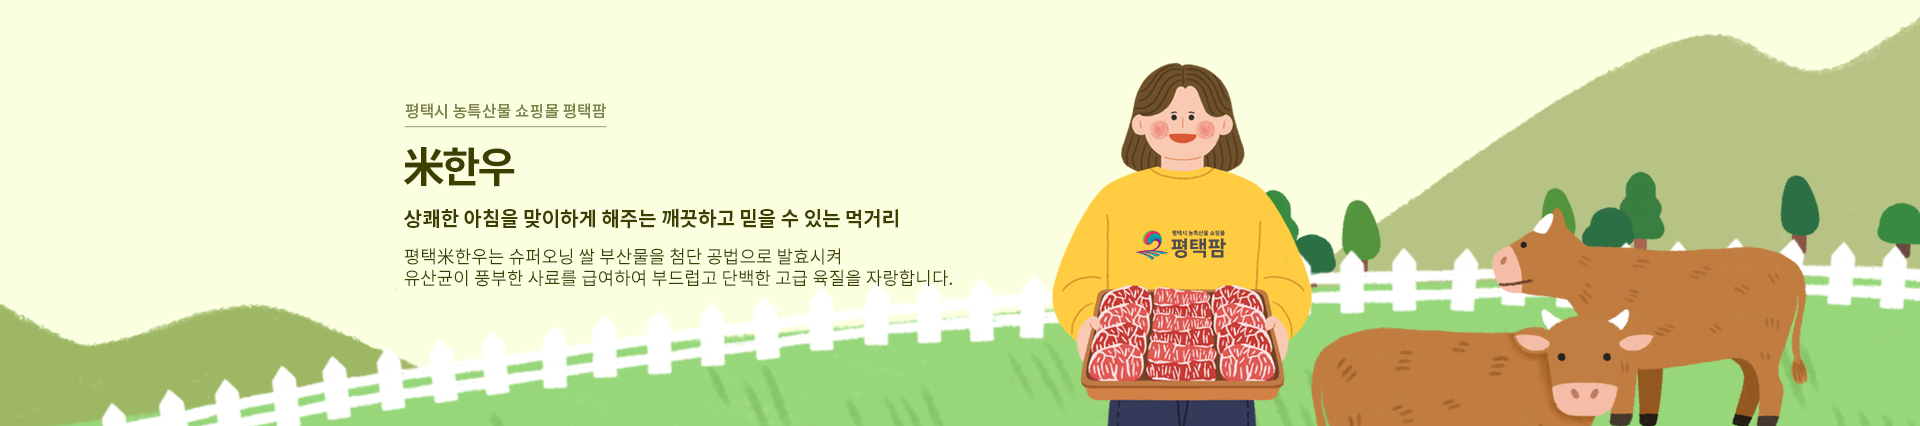 평택시 농특산물 쇼핑몰 평택팜
米한우
상쾌한 아침을 맞이하게 해주는 깨끗하고 믿을 수 있는 먹거리
평택米한우는 슈퍼오닝 쌀 부산물을 첨단 공법으로 발효시켜
유산균이 풍부한 사료를 급여하여 부드럽고 단백한 고급 육질을 자랑합니다.
평택시 농특산물 쇼핑몰
평택팜